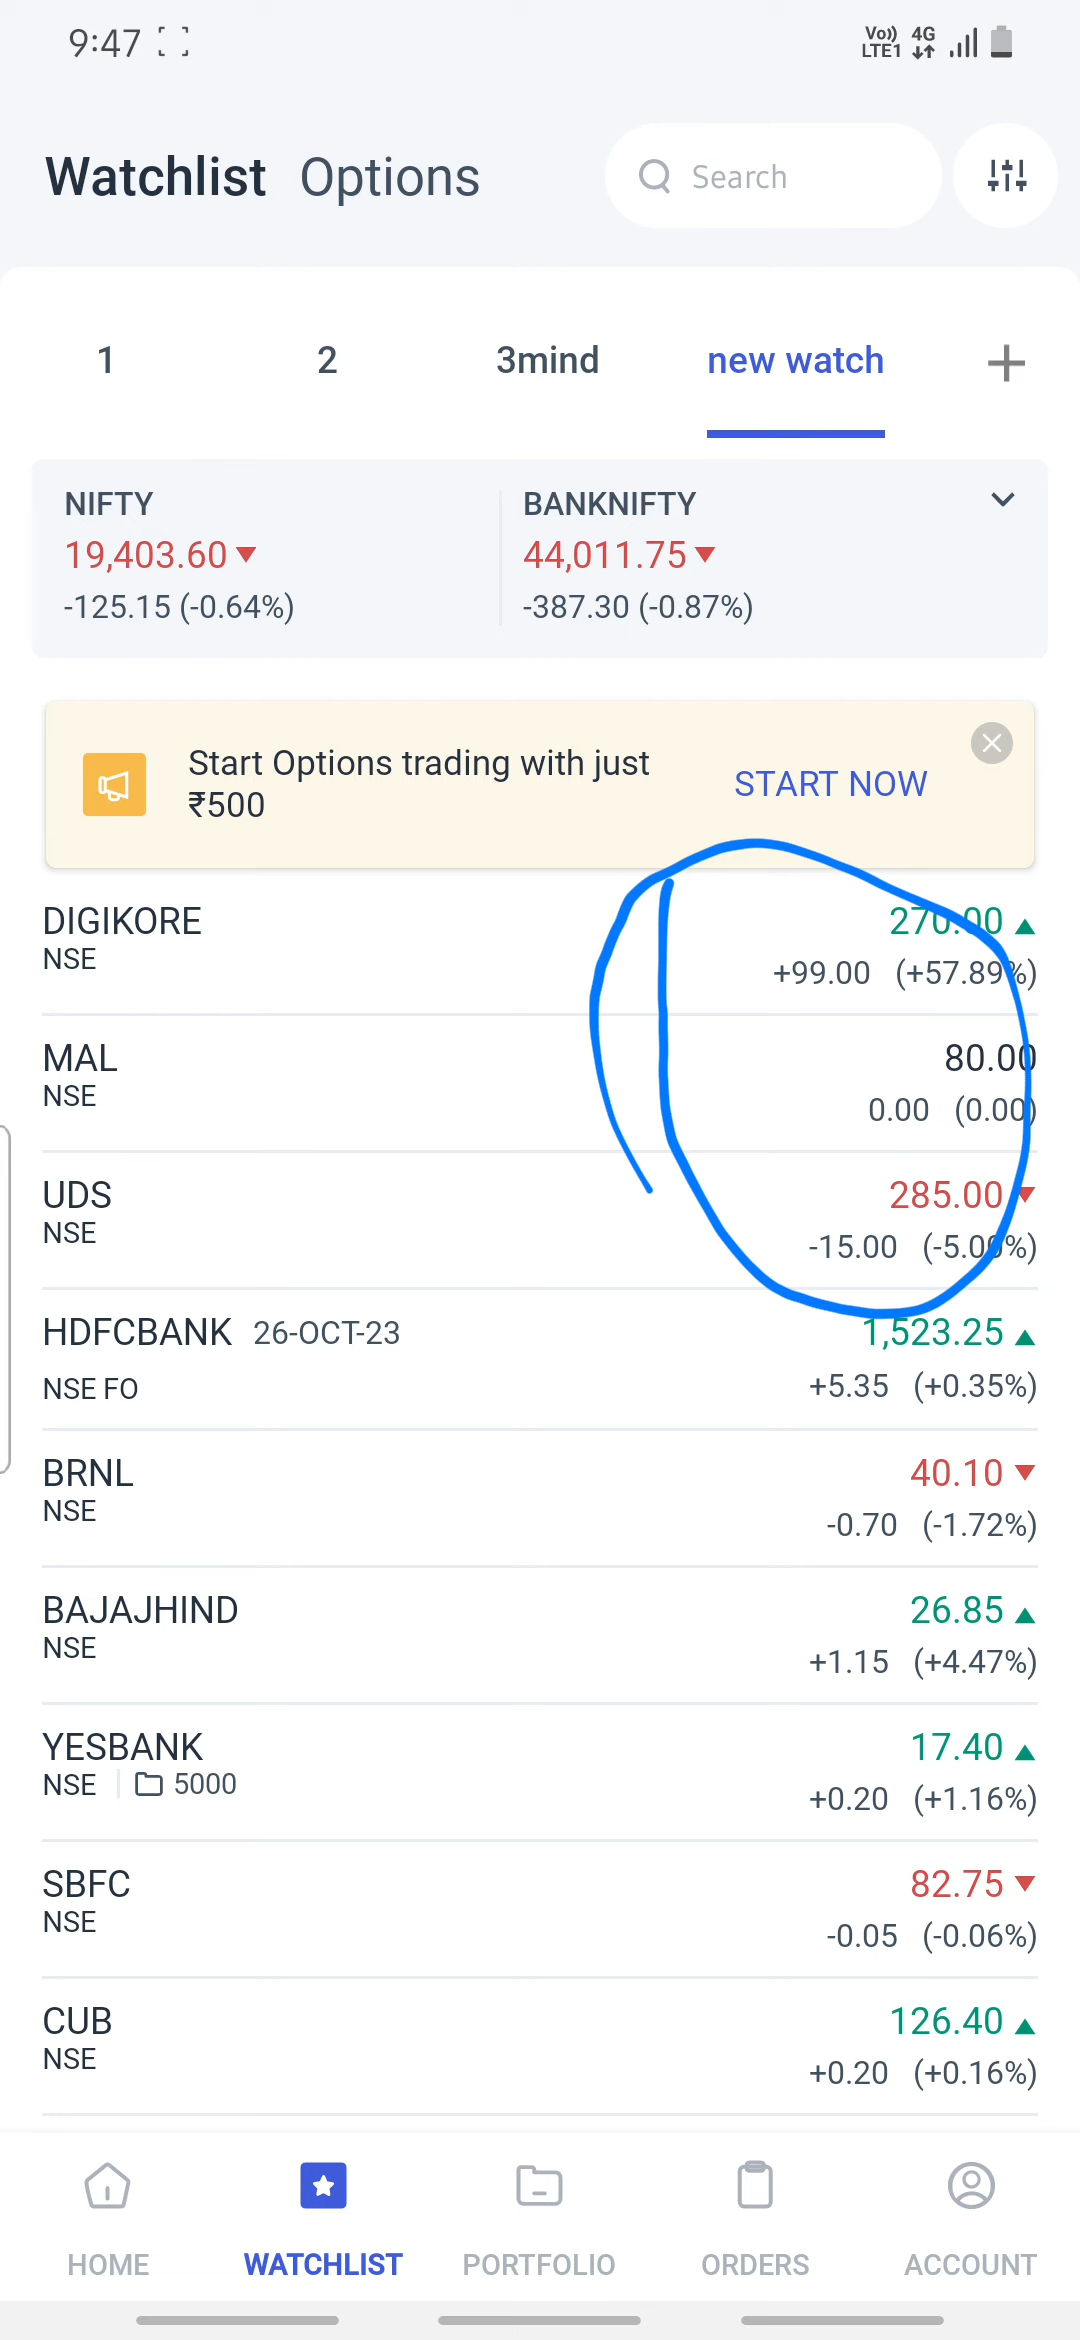 9:47 Vo)) LTE1 4G
Watchlist Options Search
1 2 3mind new watch +
NIFTY BANKNIFTY
19,403.60 44,011.75
-125.15 (-0.64%) -387.30 (-0.87%)
Start Options trading with just
₹500
START NOW
DIGIKORE 270.00
NSE +99.00 (+57.89%)
MAL 80.00
NSE 0.00 (0.00)
UDS 285.00
NSE -15.00 (-5.00%)
HDFCBANK 26-OCT-23 1,523.25
NSE FO +5.35 (+0.35%)
BRNL 40.10
NSE -0.70 (-1.72%)
BAJAJHIND 26.85
NSE +1.15 (+4.47%)
YESBANK 17.40
NSE 5000 +0.20 (+1.16%)
SBFC 82.75
NSE -0.05 (-0.06%)
CUB 126.40
NSE +0.20 (+0.16%)
HOME WATCHLIST PORTFOLIO ORDERS ACCOUNT